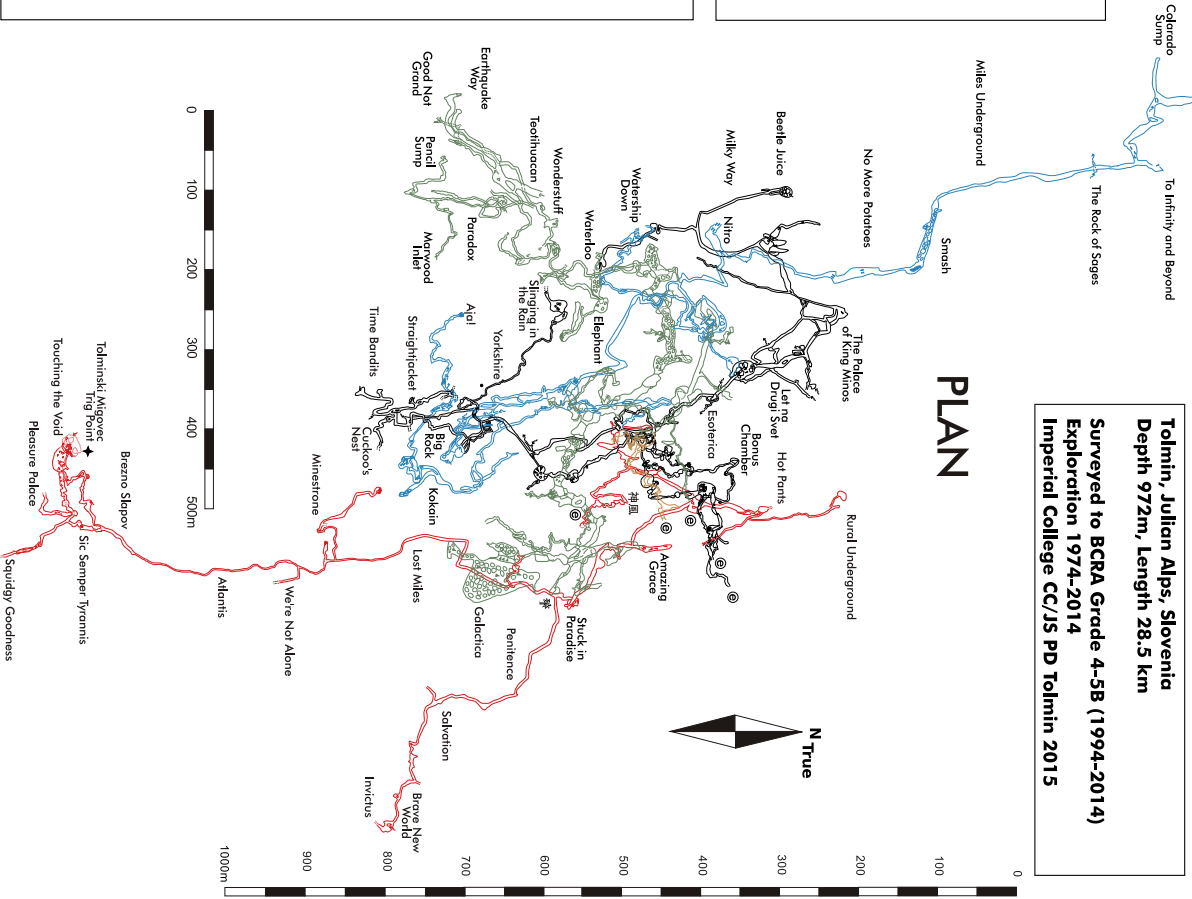 Tolmin, Julian Alps, Slovenia
Depth 972m, Length 28.5 km
Surveyed to BCRA Grade 4-5B (1994-2014)
Exploration 1974-2014
Imperial College CC/JS PD Tolmin 2015
PLAN
N
True
Colarado
Sump
To Infinity and Beyond
The Rock of Sages
Miles Underground
Smash
No More Potatoes
Beetle Juice
Milky Way
Nitro
Watership
Down
Waterloo
Wonderstuff
Teotihuacan
Earthquake
Way
Good Not
Grand
Pencil
Sump
Paradox
Marwood
Inlet
Slinging in
the Rain
Elephant
The Palace
of King Minos
Let na
Drugi Svet
Esoterica
Bonus
Chamber
Hot Pants
Rural Underground
Aja!
Yorkshire
Straightjacket
Time Bandits
Cuckoo's
Nest
Big
Rock
Kokain
神風
e
e
e
e
e
Amazing
Grace
Stuck in
Paradise
Penitence
Galactica
Lost Miles
Minestrone
We're Not Alone
Atlantis
Brezno Slapov
Tolminski Migovec
Trig Point
Touching the Void
Pleasure Palace
Sic Semper Tyrannis
Squidgy Goodness
Salvation
Brave New
World
Invictus
0
100
200
300
400
500m
0
100
200
300
400
500
600
700
800
900
1000m